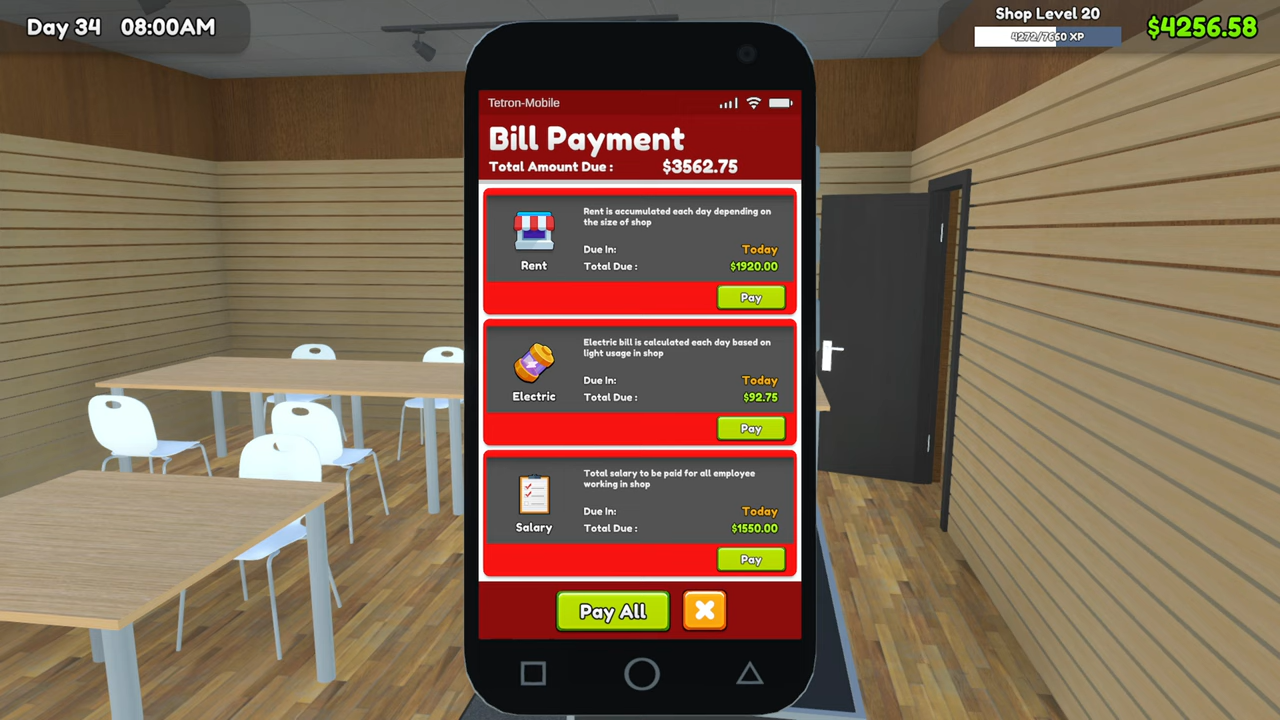 Day 34 08:00AM
Shop Level 20
4272/7660 XP
$4256.58
Tetron-Mobile
Bill Payment
Total Amount Due : $3562.75
Rent is accumulated each day depending on
the size of shop
Rent
Due In: Today
Total Due : $1920.00
Pay
Electric bill is calculated each day based on
light usage in shop
Electric
Due In: Today
Total Due : $92.75
Pay
Total salary to be paid for all employee
working in shop
Salary
Due In: Today
Total Due : $1550.00
Pay
Pay All